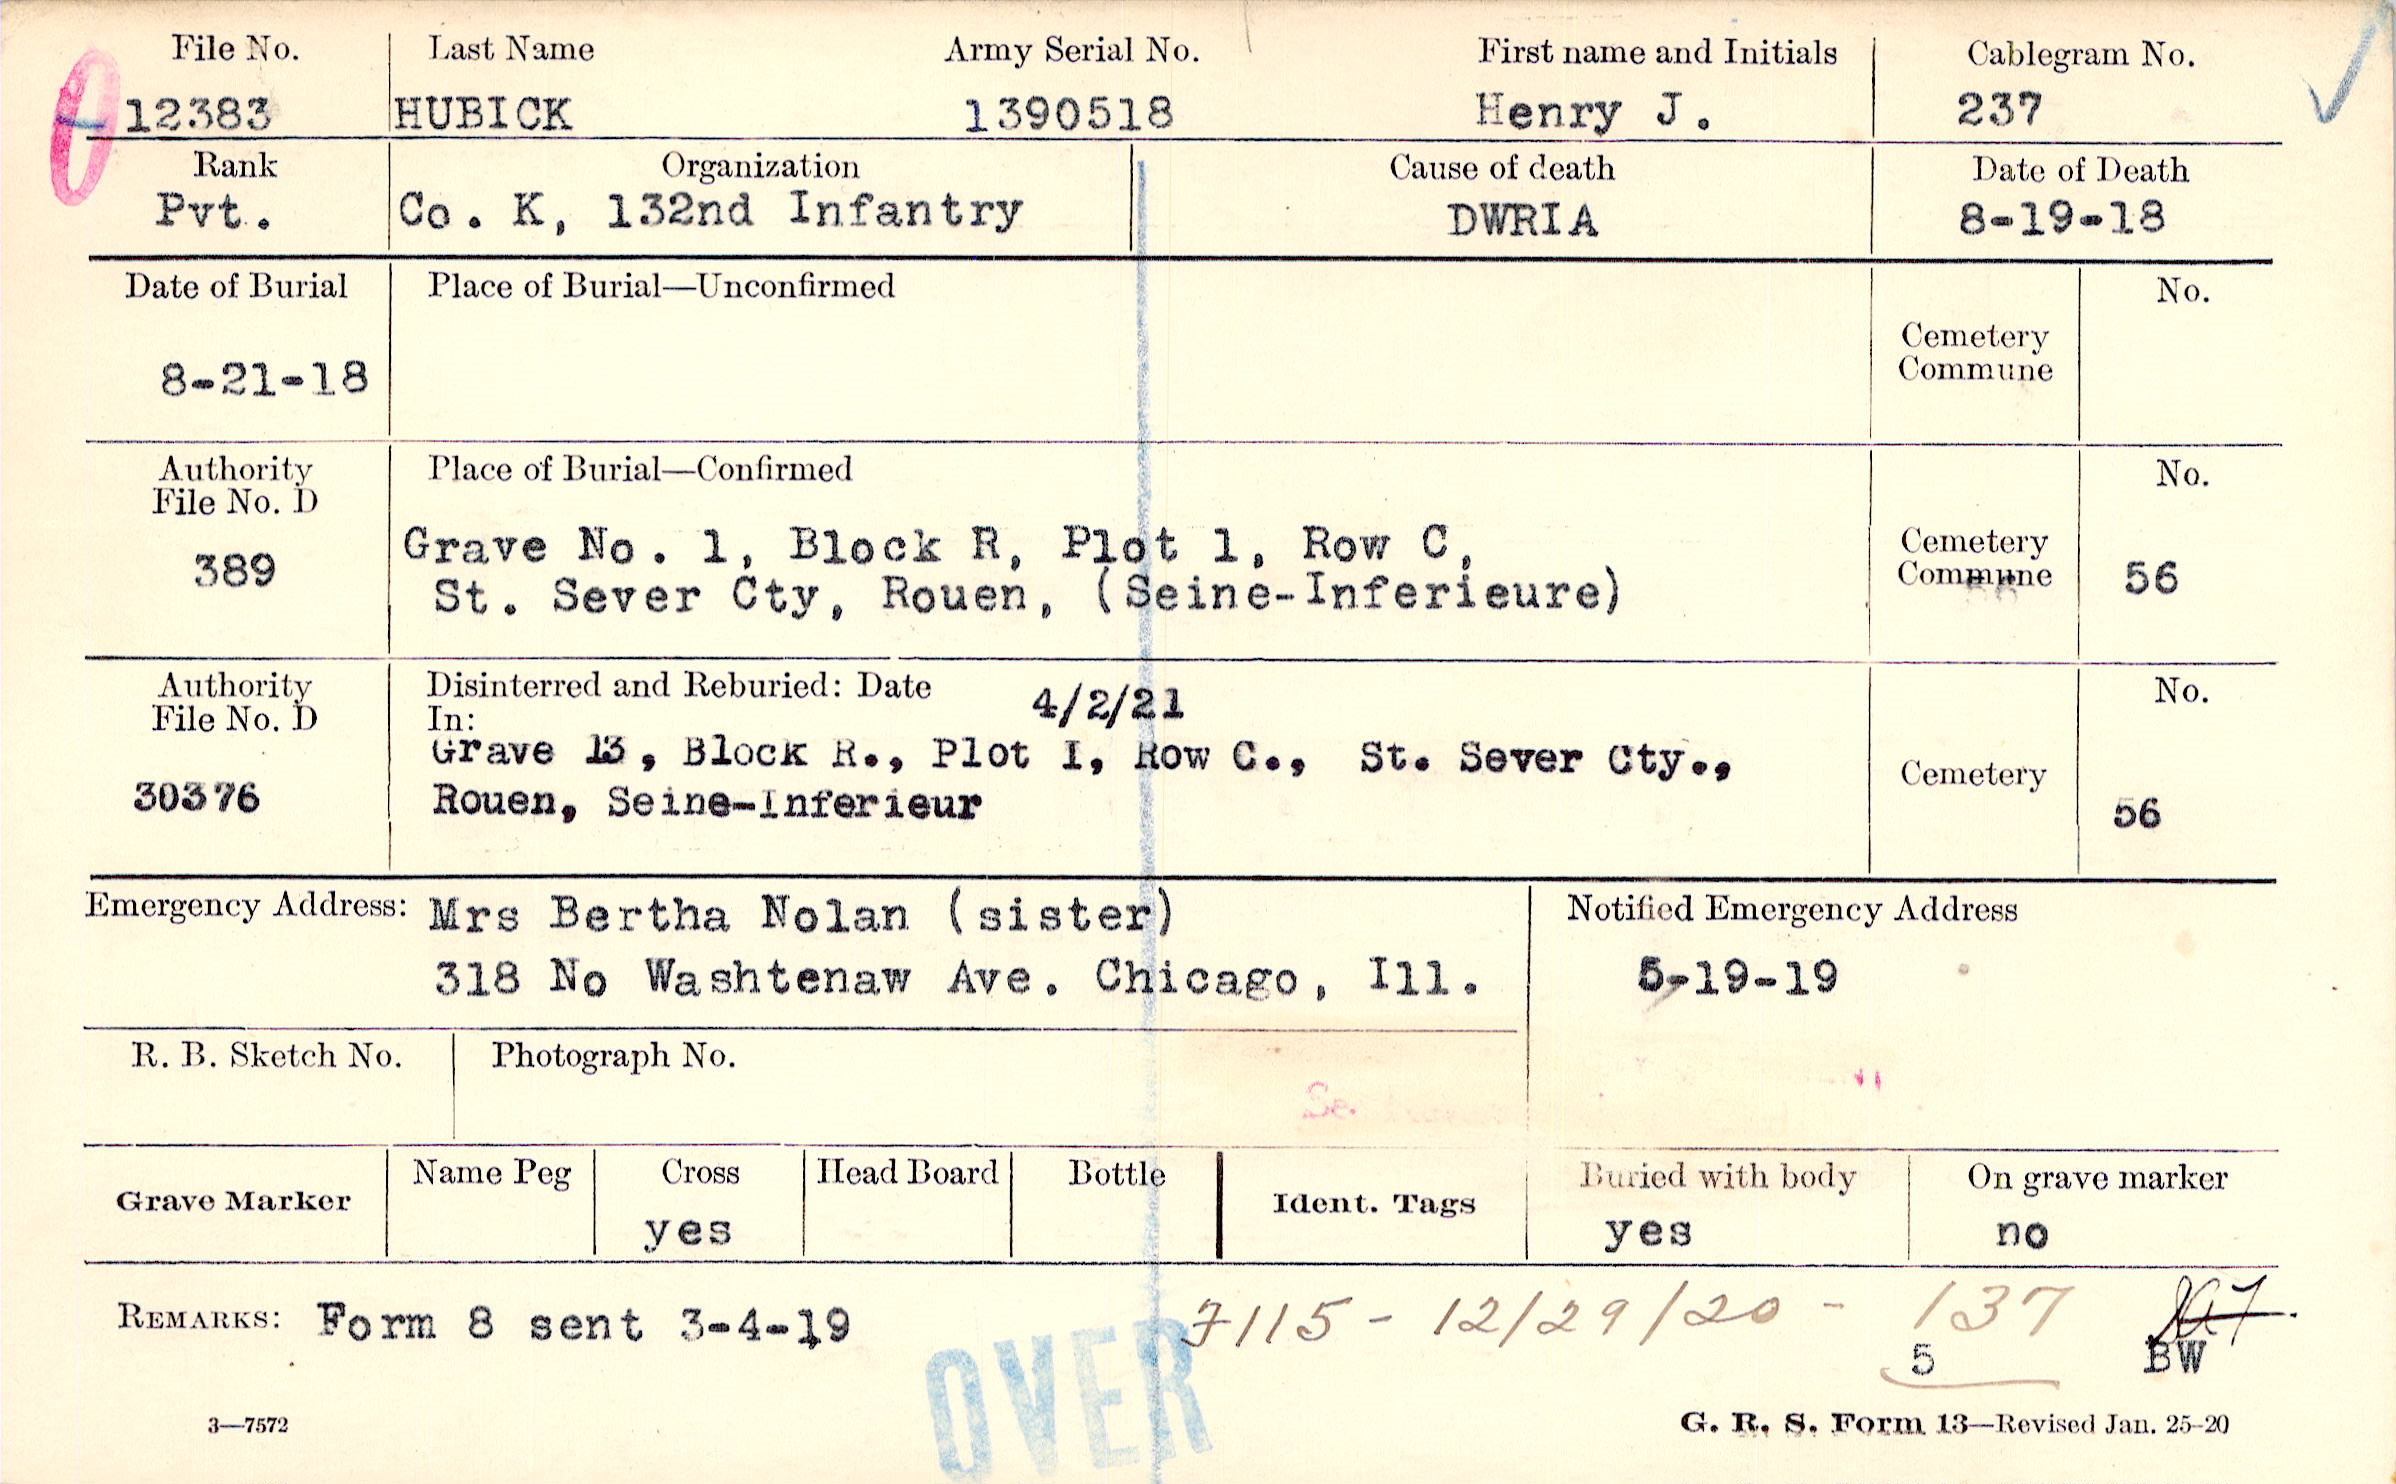 File No. Last Name Army Serial No. First name and Initials Cablegram No.
12383 HUBICK 1390518 Henry J. 237
Rank Organization Cause of death Date of Death
Pvt. Co. K, 132nd Infantry DWRIA 8-19-18
Date of Burial Place of Burial—Unconfirmed No.
Cemetery
Commune
8-21-18
Authority Place of Burial—Confirmed No.
File No. D
Grave No. 1, Block R, Plot 1, Row C, Cemetery
389 St. Sever Cty, Rouen, (Seine-Inferieure) Commune 56
Authority Disinterred and Reburied: Date 4/2/21 No.
File No. D In:
Grave 13, Block R., Plot I, Row C., St. Sever Cty., Cemetery
30376 Rouen, Seine-Inferieur 56
Emergency Address: Mrs Bertha Nolan (sister) Notified Emergency Address
318 No Washtenaw Ave. Chicago, Ill. 5-19-19
R. B. Sketch No. Photograph No.
Se.
Grave Marker Name Peg Cross Head Board Bottle Ident. Tags Buried with body On grave marker
yes yes no
REMARKS: Form 8 sent 3-4-19 7115 - 12/29/20 - 137
5 BW
OVER
3—7572 G. R. S. Form 13—Revised Jan. 25-20